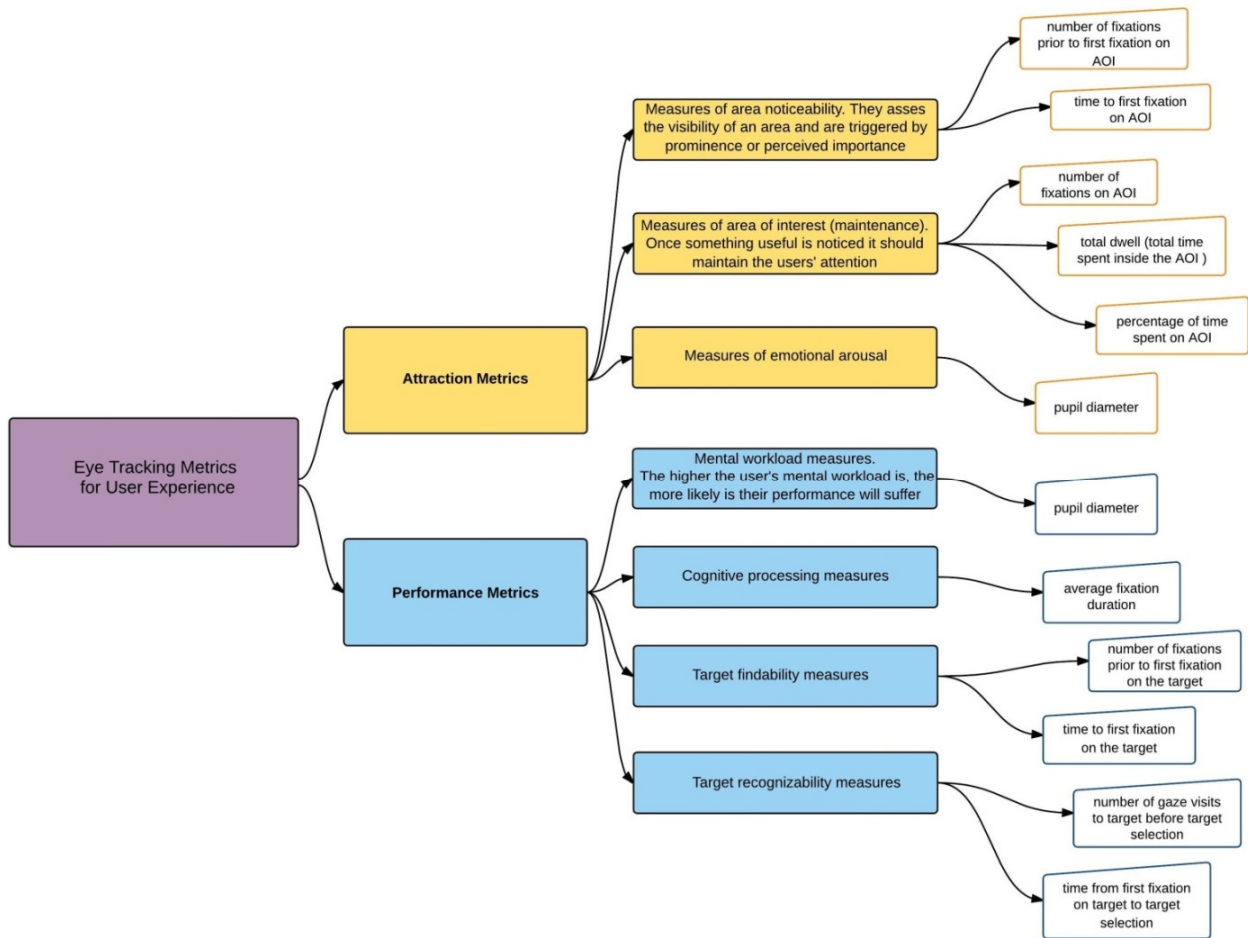 Eye Tracking Metrics
for User Experience
Attraction Metrics
Measures of area noticeability. They asses
the visibility of an area and are triggered by
prominence or perceived importance
number of fixations
prior to first fixation on
AOI
time to first fixation
on AOI
Measures of area of interest (maintenance).
Once something useful is noticed it should
maintain the users' attention
number of
fixations on AOI
total dwell (total time
spent inside the AOI )
percentage of time
spent on AOI
Measures of emotional arousal
pupil diameter
Performance Metrics
Mental workload measures.
The higher the user's mental workload is, the
more likely is their performance will suffer
pupil diameter
Cognitive processing measures
average fixation
duration
Target findability measures
number of fixations
prior to first fixation
on the target
time to first fixation
on the target
Target recognizability measures
number of gaze visits
to target before target
selection
time from first fixation
on target to target
selection